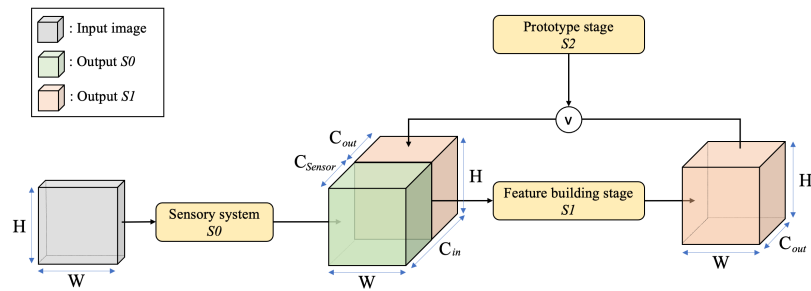 : Input image
: Output S0
: Output S1
Prototype stage
S2
v
C_out
C_Sensor
H
H
W
Sensory system
S0
H
Feature building stage
S1
C_in
W
H
C_out
W